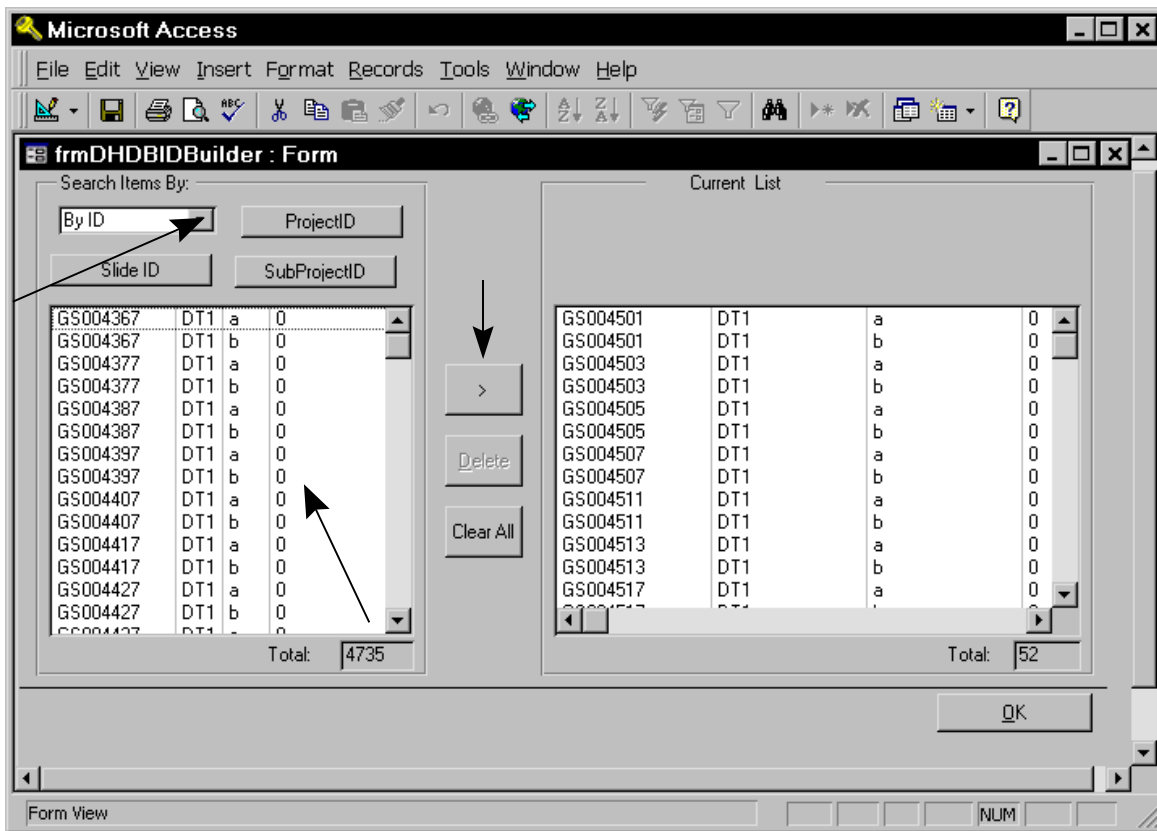 Microsoft Access
File Edit View Insert Format Records Tools Window Help
frmDHDBIDBuilder : Form
Search Items By:
By ID
ProjectID
Slide ID
SubProjectID
GS004367 DT1 a 0
GS004367 DT1 b 0
GS004377 DT1 a 0
GS004377 DT1 b 0
GS004387 DT1 a 0
GS004387 DT1 b 0
GS004397 DT1 a 0
GS004397 DT1 b 0
GS004407 DT1 a 0
GS004407 DT1 b 0
GS004417 DT1 a 0
GS004417 DT1 b 0
GS004427 DT1 a 0
GS004427 DT1 b 0
Total: 4735
>
Delete
Clear All
Current List
GS004501 DT1 a 0
GS004501 DT1 b 0
GS004503 DT1 a 0
GS004503 DT1 b 0
GS004505 DT1 a 0
GS004505 DT1 b 0
GS004507 DT1 a 0
GS004507 DT1 b 0
GS004511 DT1 a 0
GS004511 DT1 b 0
GS004513 DT1 a 0
GS004513 DT1 b 0
GS004517 DT1 a 0
Total: 52
OK
Form View
NUM